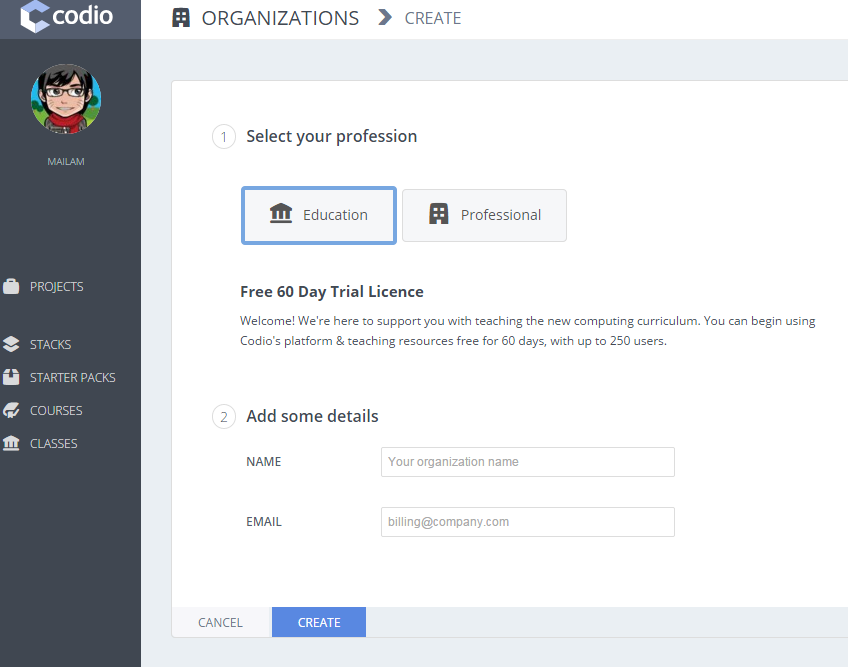 codio
ORGANIZATIONS CREATE
MAILAM
PROJECTS
STACKS
STARTER PACKS
COURSES
CLASSES
1 Select your profession
Education
Professional
Free 60 Day Trial Licence
Welcome! We're here to support you with teaching the new computing curriculum. You can begin using
Codio's platform & teaching resources free for 60 days, with up to 250 users.
2 Add some details
NAME Your organization name
EMAIL billing@company.com
CANCEL CREATE